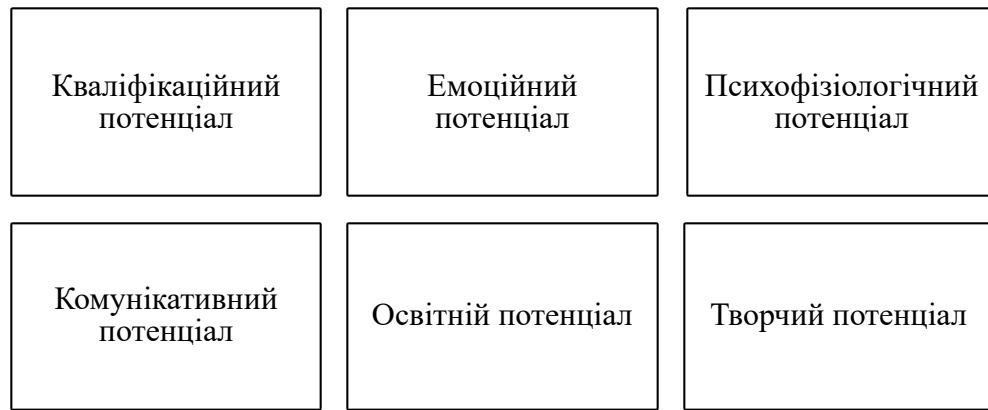 Кваліфікаційний
потенціал
Емоційний
потенціал
Психофізіологічний
потенціал
Комунікативний
потенціал
Освітній потенціал
Творчий потенціал